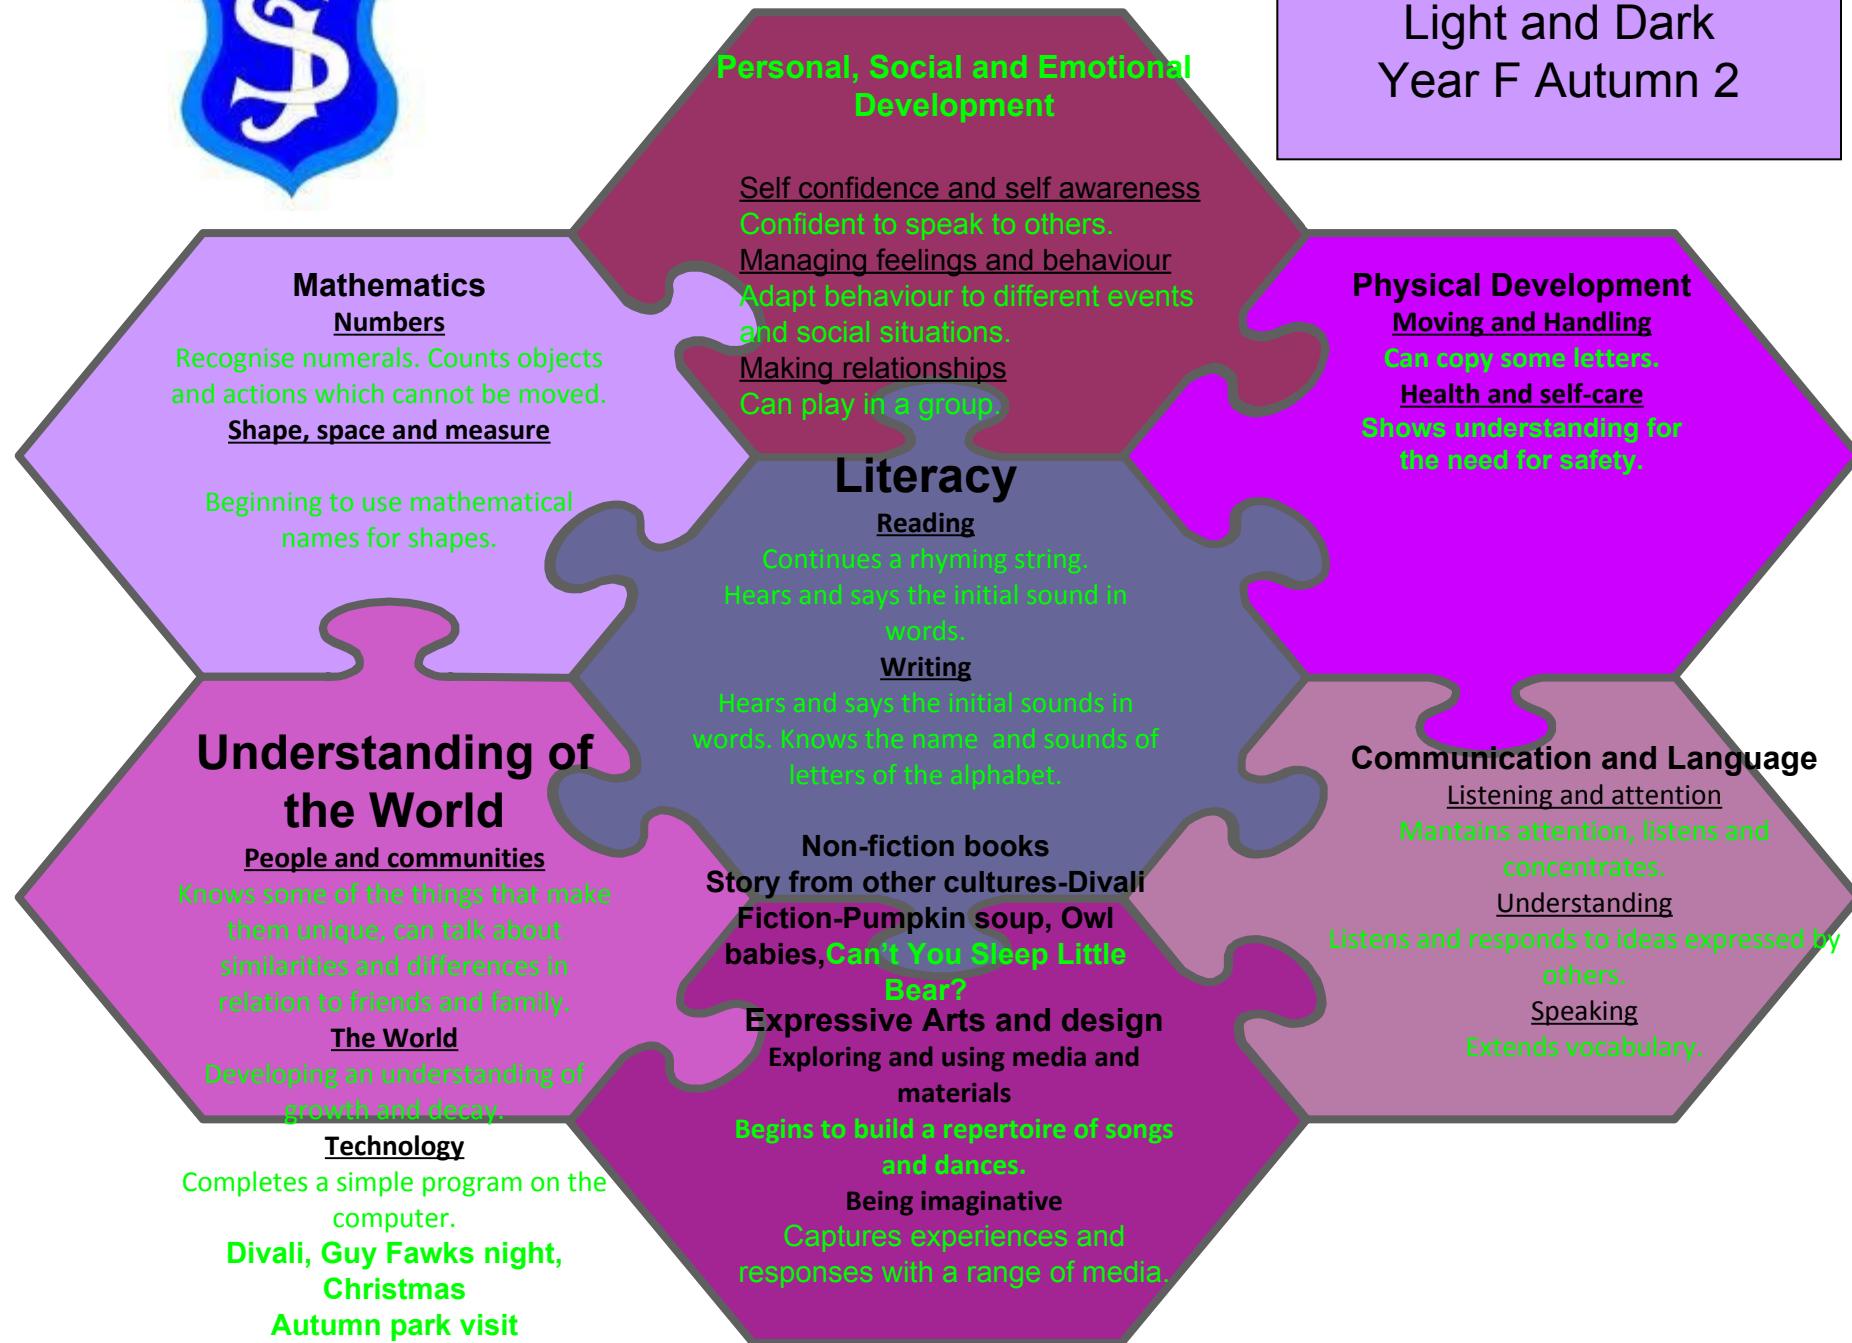 SJ
Light and Dark
Year F Autumn 2
Personal, Social and Emotional
Development
Self confidence and self awareness
Confident to speak to others.
Managing feelings and behaviour
Adapt behaviour to different events
and social situations.
Making relationships
Can play in a group.
Mathematics
Numbers
Recognise numerals. Counts objects
and actions which cannot be moved.
Shape, space and measure
Beginning to use mathematical
names for shapes.
Physical Development
Moving and Handling
Can copy some letters.
Health and self-care
Shows understanding for
the need for safety.
Literacy
Reading
Continues a rhyming string.
Hears and says the initial sound in
words.
Writing
Hears and says the initial sounds in
words. Knows the name and sounds of
letters of the alphabet.
Non-fiction books
Story from other cultures-Divali
Fiction-Pumpkin soup, Owl
babies,Can't You Sleep Little
Bear?
Understanding of
the World
People and communities
Knows some of the things that make
them unique, can talk about
similarities and differences in
relation to friends and family.
The World
Developing an understanding of
growth and decay.
Technology
Completes a simple program on the
computer.
Divali, Guy Fawks night,
Christmas
Autumn park visit
Communication and Language
Listening and attention
Mantains attention, listens and
concentrates.
Understanding
Listens and responds to ideas expressed by
others.
Speaking
Extends vocabulary.
Expressive Arts and design
Exploring and using media and
materials
Begins to build a repertoire of songs
and dances.
Being imaginative
Captures experiences and
responses with a range of media.